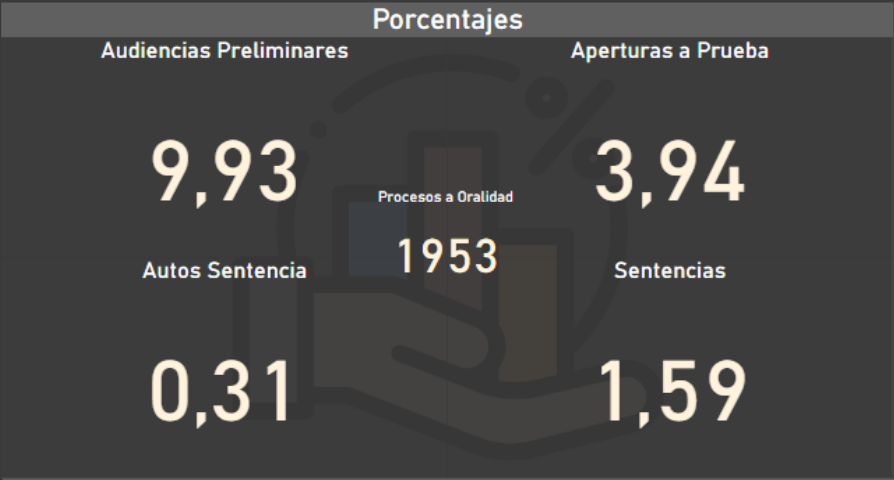 Porcentajes
Audiencias Preliminares
Aperturas a Prueba
9,93
3,94
Procesos a Oralidad
1953
Autos Sentencia
Sentencias
0,31
1,59